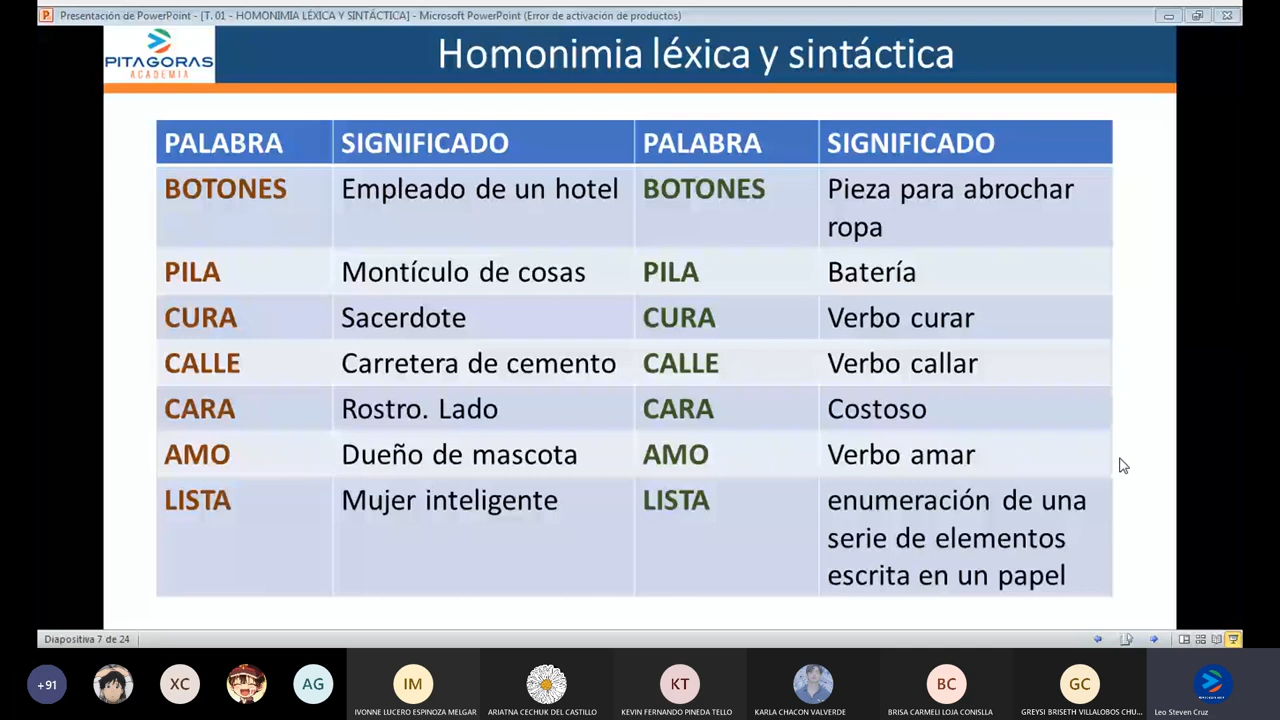 Presentación de PowerPoint - [T. 01 - HOMONIMIA LÉXICA Y SINTÁCTICA] - Microsoft PowerPoint (Error de activación de productos)
PITAGORAS
ACADEMIA
Homonimia léxica y sintáctica
PALABRA SIGNIFICADO PALABRA SIGNIFICADO
BOTONES Empleado de un hotel BOTONES Pieza para abrochar
ropa
PILA Montículo de cosas PILA Batería
CURA Sacerdote CURA Verbo curar
CALLE Carretera de cemento CALLE Verbo callar
CARA Rostro. Lado CARA Costoso
AMO Dueño de mascota AMO Verbo amar
LISTA Mujer inteligente LISTA enumeración de una
serie de elementos
escrita en un papel
Diapositiva 7 de 24
+91 XC AG IM KT BC GC
IVONNE LUCERO ESPINOZA MELGAR ARIATNA CECHUK DEL CASTILLO KEVIN FERNANDO PINEDA TELLO KARLA CHACON VALVERDE BRISA CARMELI LOJA CONISLLA GREYSI BRISETH VILLALOBOS CHU... Leo Steven Cruz